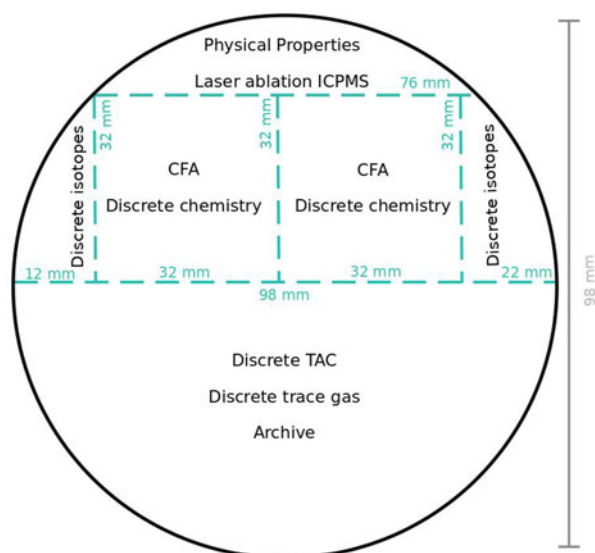 Physical Properties
Laser ablation ICPMS
76 mm
32 mm
32 mm
32 mm
Discrete isotopes
CFA
Discrete chemistry
CFA
Discrete chemistry
Discrete isotopes
12 mm
32 mm
32 mm
22 mm
98 mm
98 mm
Discrete TAC
Discrete trace gas
Archive